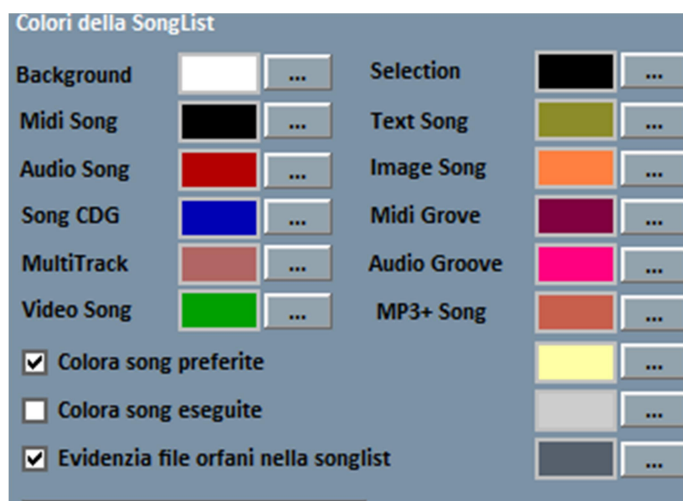 Colori della SongList
Background ... Selection ...
Midi Song ... Text Song ...
Audio Song ... Image Song ...
Song CDG ... Midi Grove ...
MultiTrack ... Audio Groove ...
Video Song ... MP3+ Song ...
Colora song preferite ...
Colora song eseguite ...
Evidenzia file orfani nella songlist ...